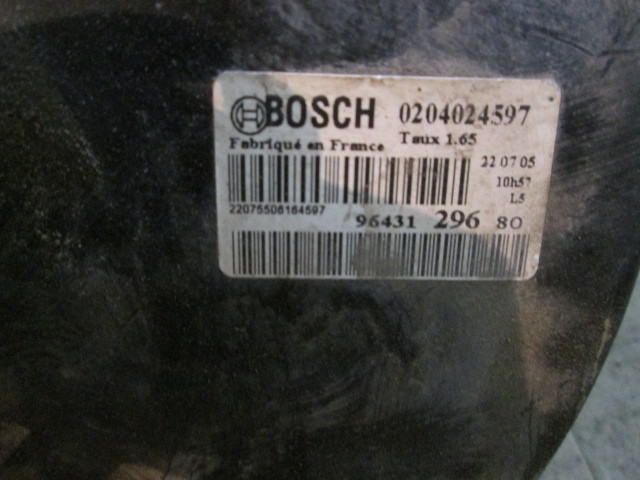 BOSCH 0204024597
Fabriqué en France Taux 1.65
22 07 05
10h57
L5
22075506164597
96431 296 80